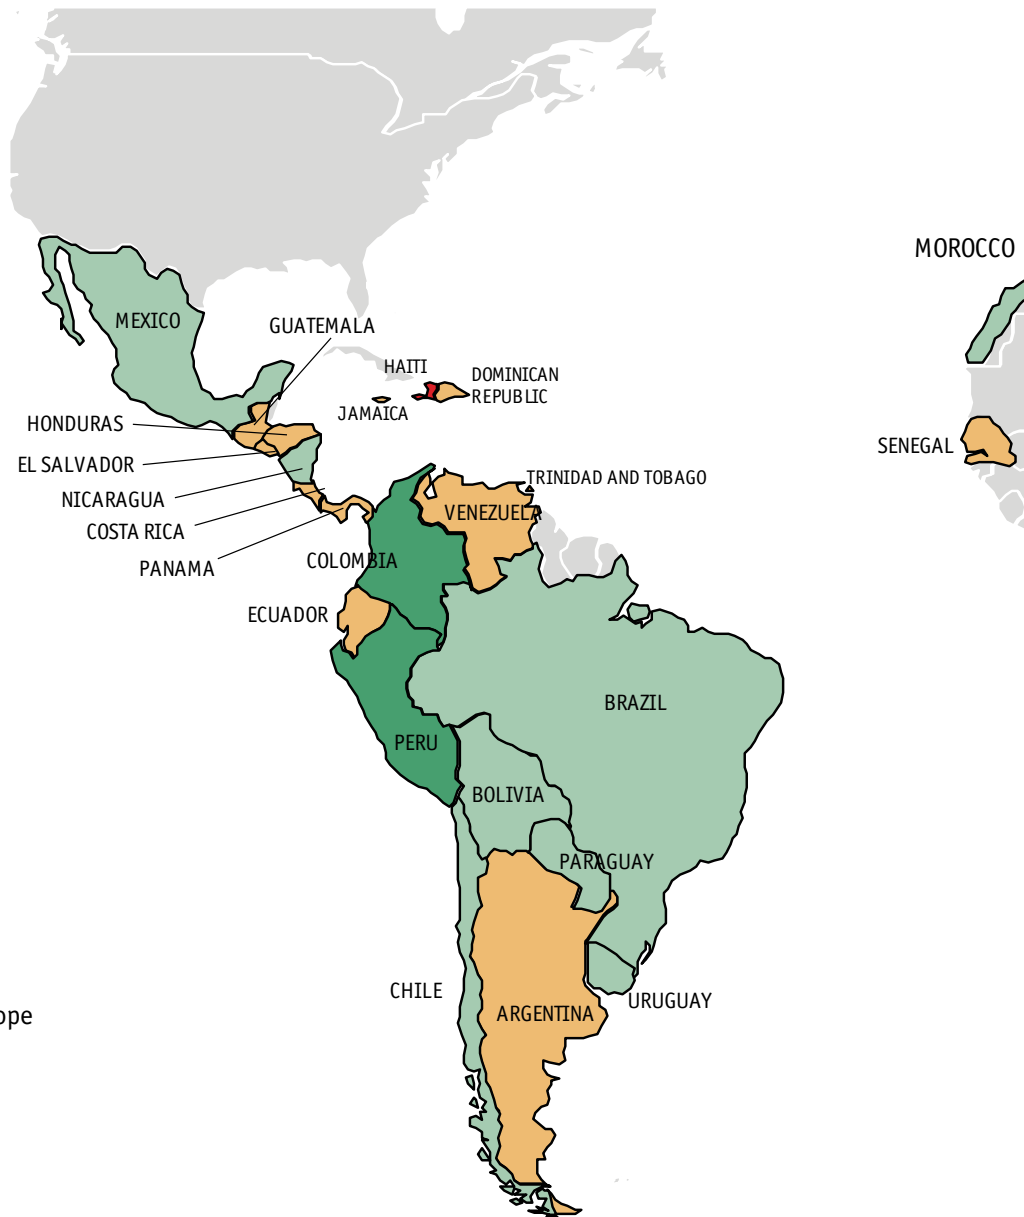 MOROCCO
MEXICO
GUATEMALA
HAITI
DOMINICAN
REPUBLIC
JAMAICA
HONDURAS
SENEGAL
EL SALVADOR
TRINIDAD AND TOBAGO
NICARAGUA
VENEZUELA
COSTA RICA
COLOMBIA
PANAMA
ECUADOR
BRAZIL
PERU
BOLIVIA
PARAGUAY
CHILE
URUGUAY
ARGENTINA
ope